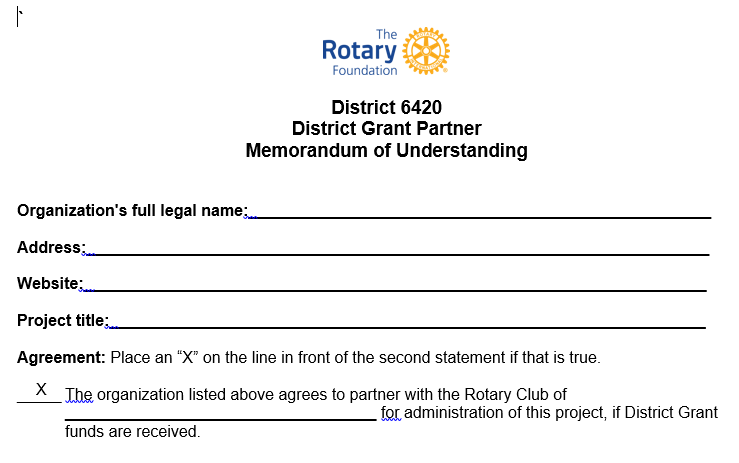 `
The
Rotary
Foundation
District 6420
District Grant Partner
Memorandum of Understanding
Organization's full legal name:
Address:
Website:
Project title:
Agreement: Place an “X” on the line in front of the second statement if that is true.
X The organization listed above agrees to partner with the Rotary Club of
for administration of this project, if District Grant
funds are received.